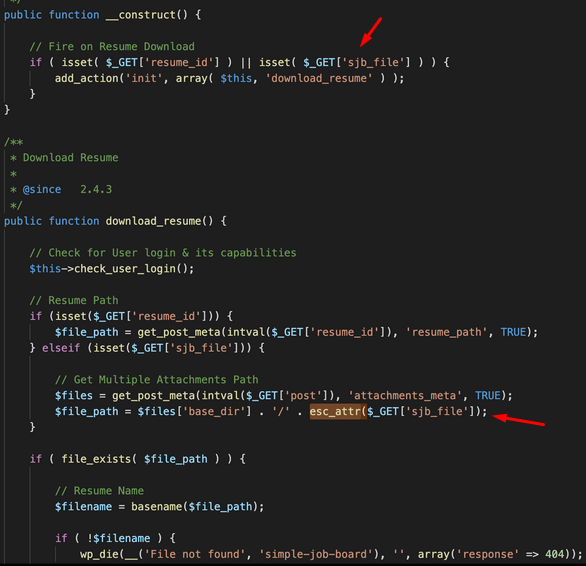 */
public function __construct() {
// Fire on Resume Download
if ( isset( $_GET['resume_id'] ) || isset( $_GET['sjb_file'] ) ) {
add_action('init', array( $this, 'download_resume' ) );
}
}
/**
* Download Resume
*
* @since 2.4.3
*/
public function download_resume() {
// Check for User login & its capabilities
$this->check_user_login();
// Resume Path
if (isset($_GET['resume_id'])) {
$file_path = get_post_meta(intval($_GET['resume_id']), 'resume_path', TRUE);
} elseif (isset($_GET['sjb_file'])) {
// Get Multiple Attachments Path
$files = get_post_meta(intval($_GET['post']), 'attachments_meta', TRUE);
$file_path = $files['base_dir'] . '/' . esc_attr($_GET['sjb_file']);
}
if ( file_exists( $file_path ) ) {
// Resume Name
$filename = basename($file_path);
if ( !$filename ) {
wp_die(__('File not found', 'simple-job-board'), '', array('response' => 404));